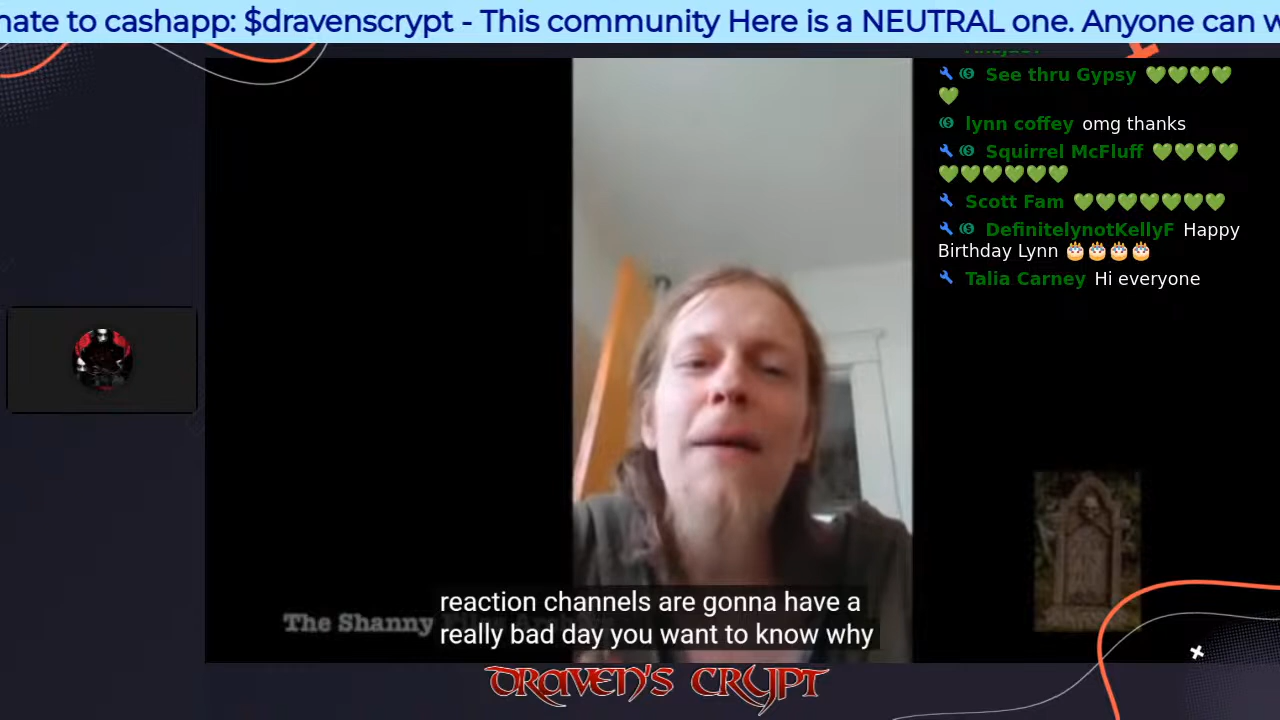 nate to cashapp: $dravenscrypt - This community Here is a NEUTRAL one. Anyone can w
See thru Gypsy 💚💚💚💚
💚
lynn coffey omg thanks
Squirrel McFluff 💚💚💚💚
💚💚💚💚💚💚
Scott Fam 💚💚💚💚💚💚💚
DefinitelynotKellyF Happy
Birthday Lynn 🎂🎂🎂🎂
Talia Carney Hi everyone
The Shanny
reaction channels are gonna have a
really bad day you want to know why
DRAVEN'S CRYPT